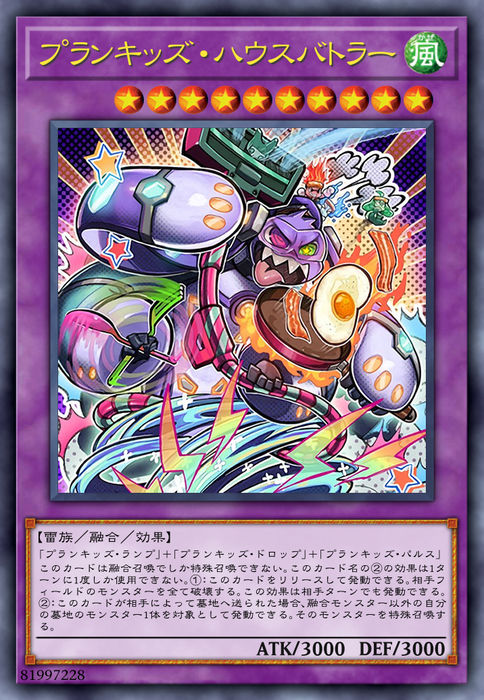 プランキッズ・ハウスバトラー
かぜ
風
【雷族／融合／効果】
「プランキッズ・ランプ」＋「プランキッズ・ドロップ」＋「プランキッズ・パルス」
このカードは融合召喚でしか特殊召喚できない。このカード名の②の効果は1タ
ーンに1度しか使用できない。①：このカードをリリースして発動できる。相手フ
ィールドのモンスターを全て破壊する。この効果は相手ターンでも発動できる。
②：このカードが相手によって墓地へ送られた場合、融合モンスター以外の自分
の墓地のモンスター1体を対象として発動できる。そのモンスターを特殊召喚す
る。
ATK/3000 DEF/3000
81997228